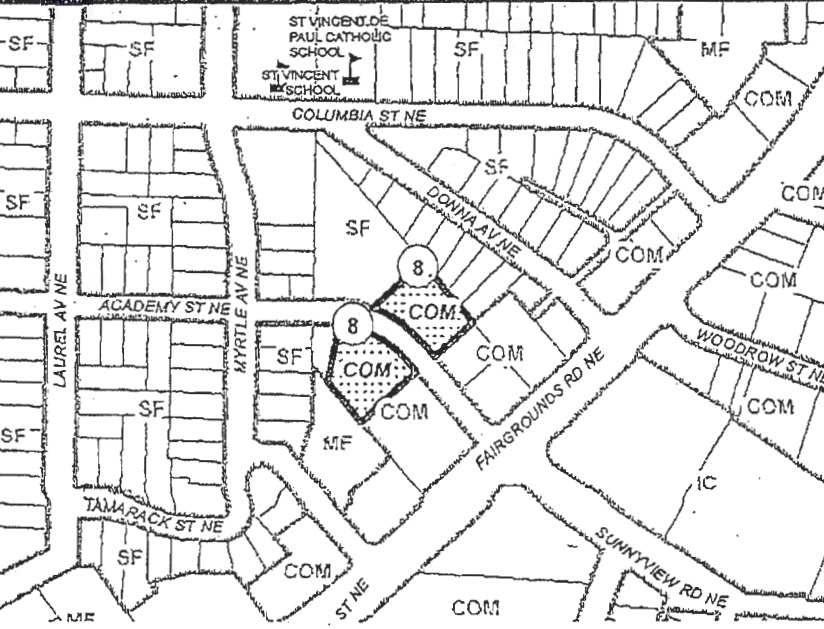 ST VINCENT DE
PAUL CATHOLIC
SCHOOL
SF
SF
SF
MF
ST VINCENT
SCHOOL
COM
COLUMBIA ST NE
SF
SF
SF
COM
DONNA AV NE
SF
COM
8
COM
LAUREL AV NE
ACADEMY ST NE
MYRTLE AV NE
COM
8
WOODROW ST NE
SF
COM
COM
SF
COM
COM
FAIRGROUNDS RD NE
SF
MF
IC
TAMARACK ST NE
SF
COM
SUNNYVIEW RD NE
ST NE
COM
MF